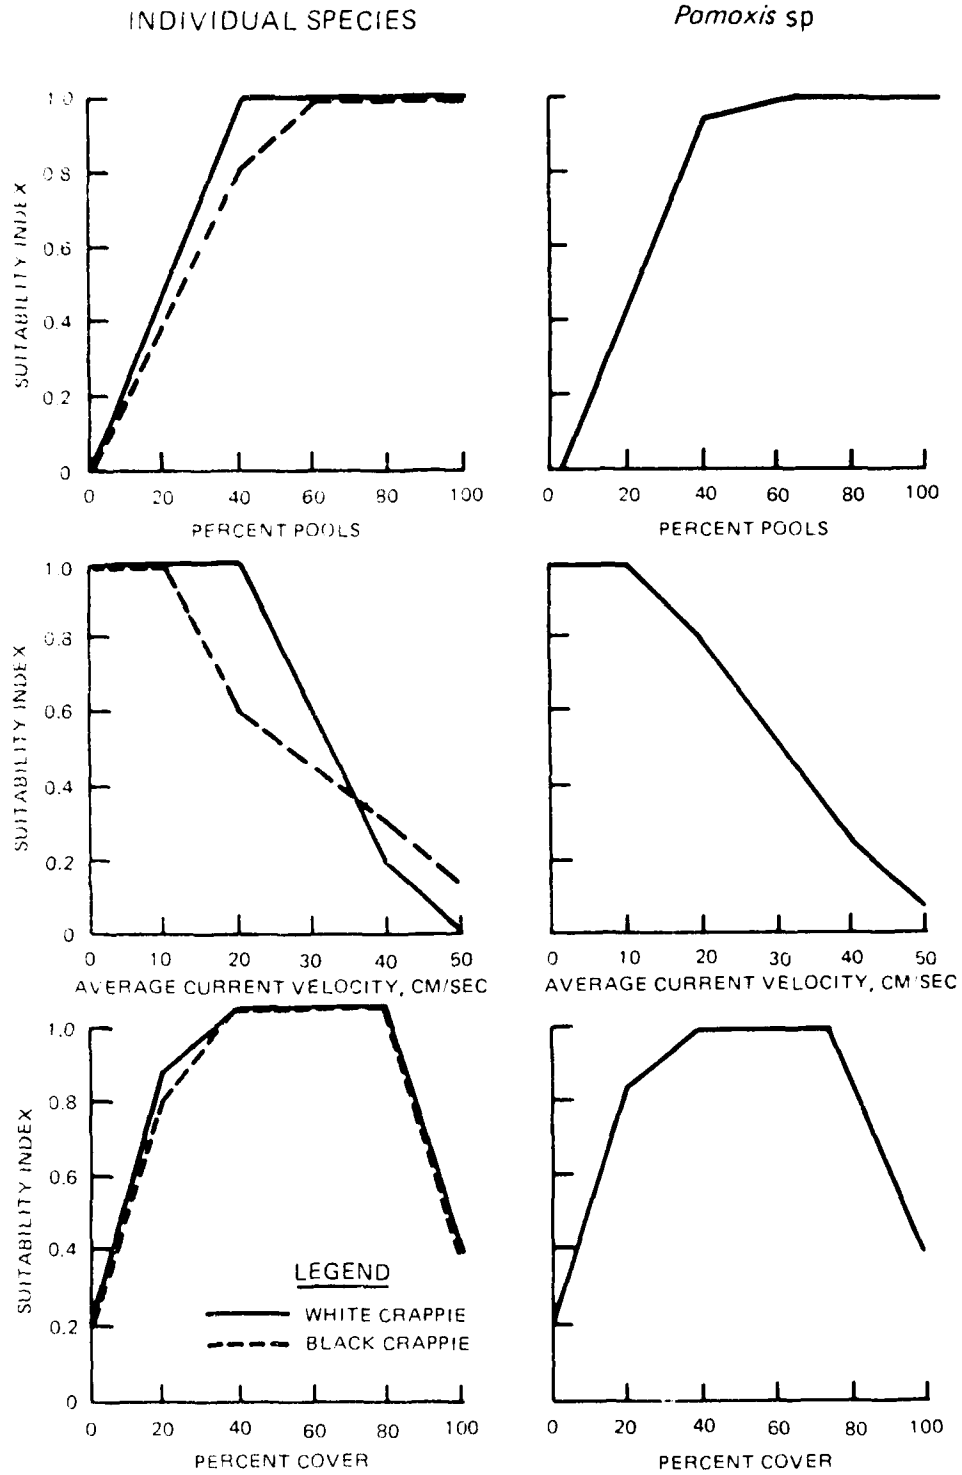 INDIVIDUAL SPECIES
Pomoxis sp
SUITABILITY INDEX
1.0
0.8
0.6
0.4
0.2
0
0 20 40 60 80 100
PERCENT POOLS
0 20 40 60 80 100
PERCENT POOLS
SUITABILITY INDEX
1.0
0.8
0.6
0.4
0.2
0
0 10 20 30 40 50
AVERAGE CURRENT VELOCITY, CM/SEC
0 10 20 30 40 50
AVERAGE CURRENT VELOCITY, CM/SEC
SUITABILITY INDEX
1.0
0.8
0.6
0.4
0.2
0
LEGEND
WHITE CRAPPIE
BLACK CRAPPIE
0 20 40 60 80 100
PERCENT COVER
0 20 40 60 80 100
PERCENT COVER